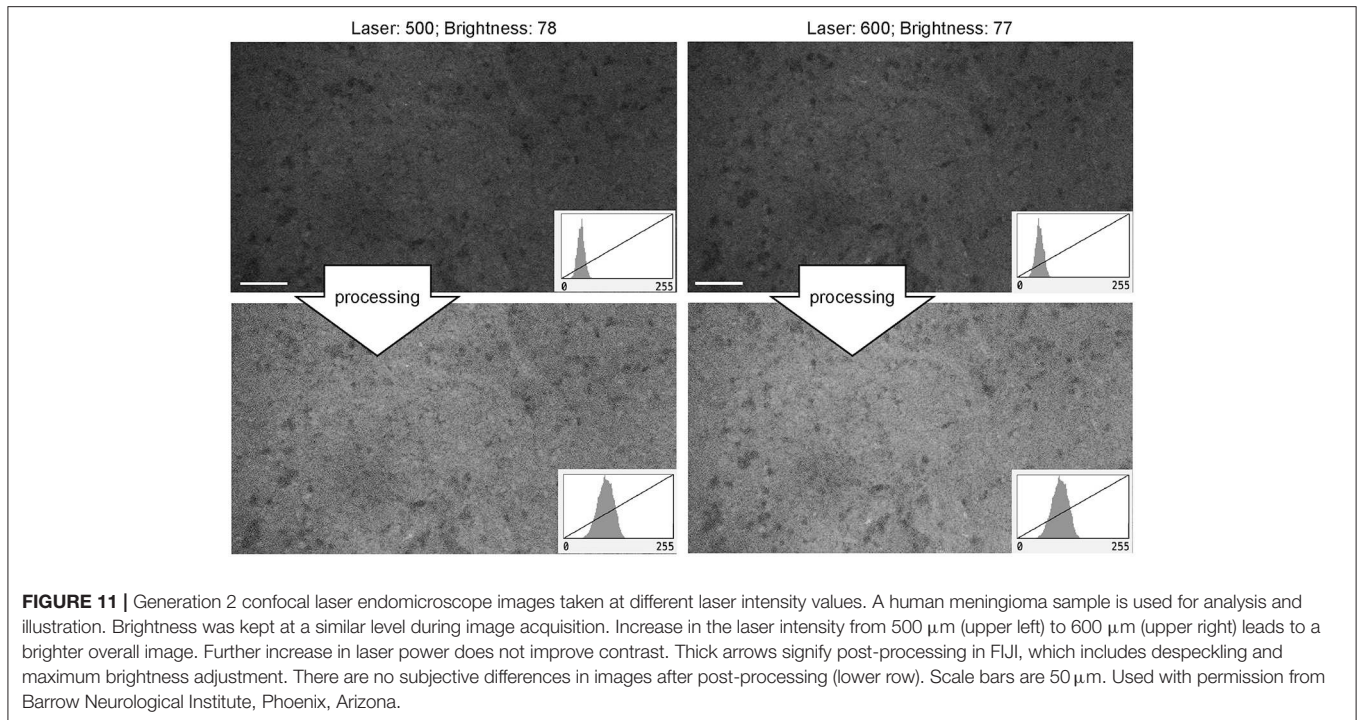 Laser: 500; Brightness: 78
Laser: 600; Brightness: 77
0 255
0 255
processing
processing
0 255
0 255
FIGURE 11 | Generation 2 confocal laser endomicroscope images taken at different laser intensity values. A human meningioma sample is used for analysis and
illustration. Brightness was kept at a similar level during image acquisition. Increase in the laser intensity from 500 μm (upper left) to 600 μm (upper right) leads to a
brighter overall image. Further increase in laser power does not improve contrast. Thick arrows signify post-processing in FIJI, which includes despeckling and
maximum brightness adjustment. There are no subjective differences in images after post-processing (lower row). Scale bars are 50 μm. Used with permission from
Barrow Neurological Institute, Phoenix, Arizona.